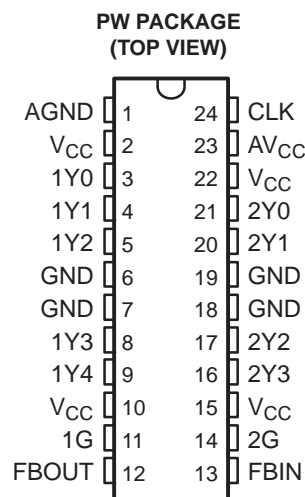 PW PACKAGE
(TOP VIEW)
AGND 1 24 CLK
VCC 2 23 AVCC
1Y0 3 22 VCC
1Y1 4 21 2Y0
1Y2 5 20 2Y1
GND 6 19 GND
GND 7 18 GND
1Y3 8 17 2Y2
1Y4 9 16 2Y3
VCC 10 15 VCC
1G 11 14 2G
FBOUT 12 13 FBIN